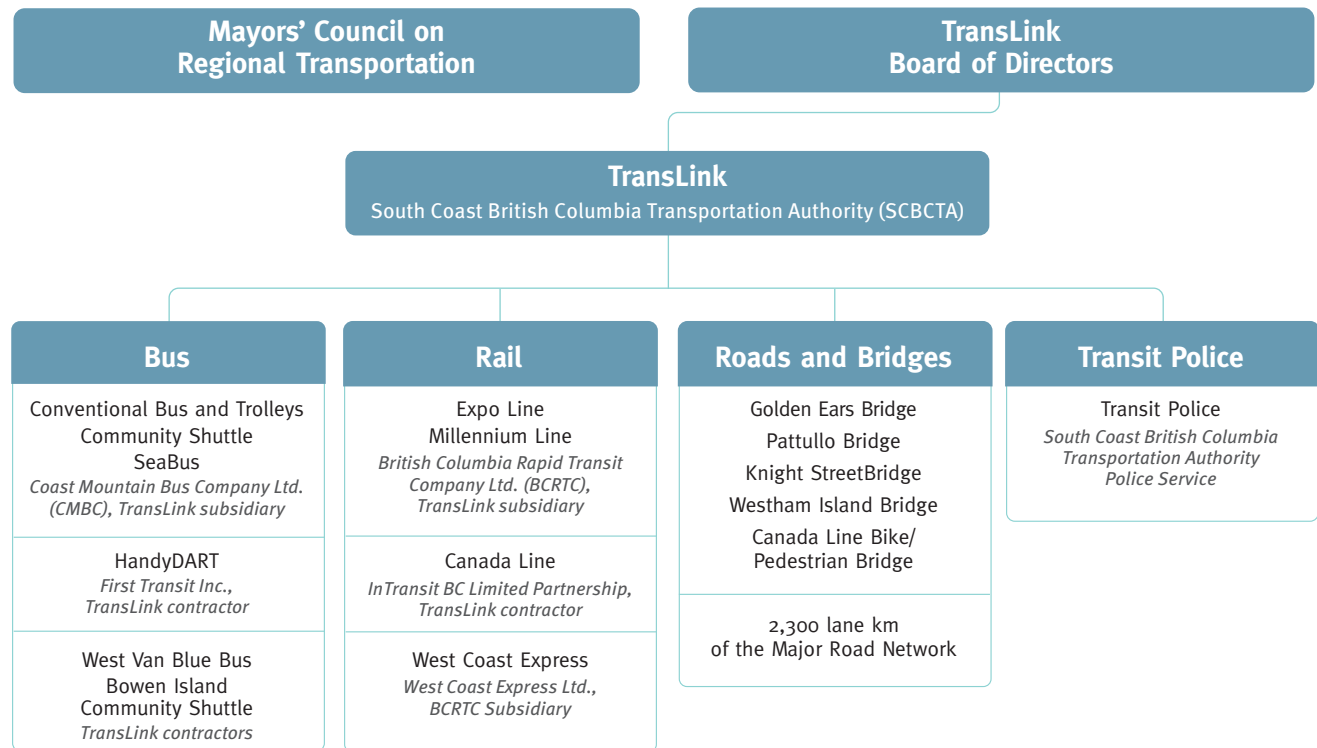 Mayors' Council on
Regional Transportation
TransLink
Board of Directors
TransLink
South Coast British Columbia Transportation Authority (SCBCTA)
Bus
Conventional Bus and Trolleys
Community Shuttle
SeaBus
Coast Mountain Bus Company Ltd.
(CMBC), TransLink subsidiary
HandyDART
First Transit Inc.,
TransLink contractor
West Van Blue Bus
Bowen Island
Community Shuttle
TransLink contractors
Rail
Expo Line
Millennium Line
British Columbia Rapid Transit
Company Ltd. (BCRTC),
TransLink subsidiary
Canada Line
InTransit BC Limited Partnership,
TransLink contractor
West Coast Express
West Coast Express Ltd.,
BCRTC Subsidiary
Roads and Bridges
Golden Ears Bridge
Pattullo Bridge
Knight StreetBridge
Westham Island Bridge
Canada Line Bike/
Pedestrian Bridge
2,300 lane km
of the Major Road Network
Transit Police
Transit Police
South Coast British Columbia
Transportation Authority
Police Service